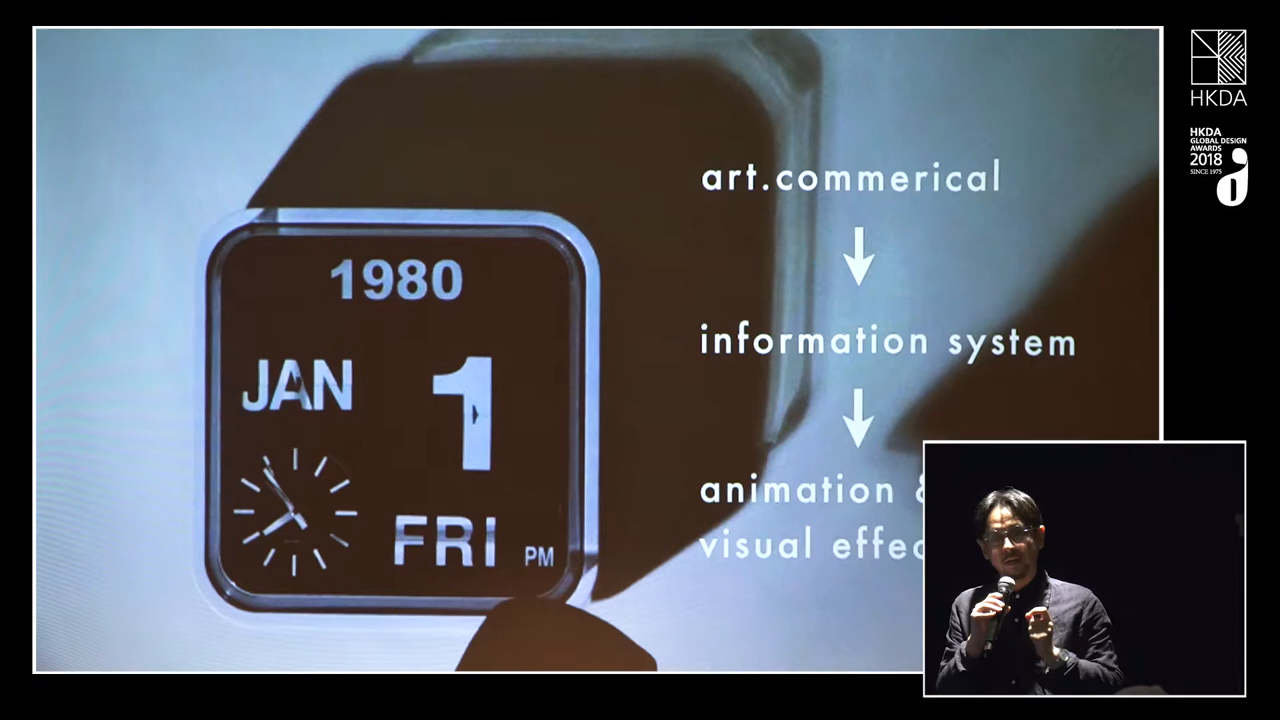 1980
JAN
1
FRI
PM
art.commerical
information system
animation &
visual effec
HKDA
HKDA
GLOBAL DESIGN
AWARDS
2018
SINCE 1975